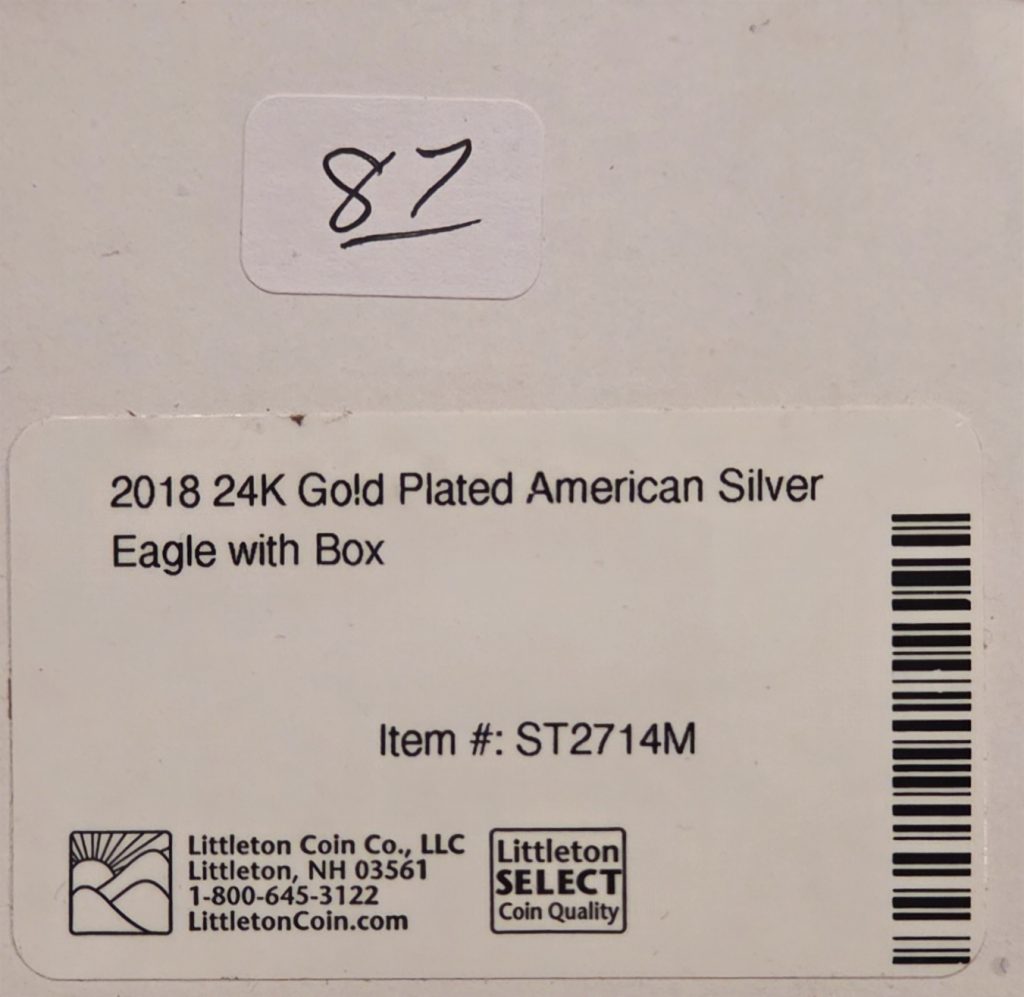 87
2018 24K Gold Plated American Silver
Eagle with Box
Item #: ST2714M
Littleton Coin Co., LLC
Littleton, NH 03561
1-800-645-3122
LittletonCoin.com
Littleton
SELECT
Coin Quality